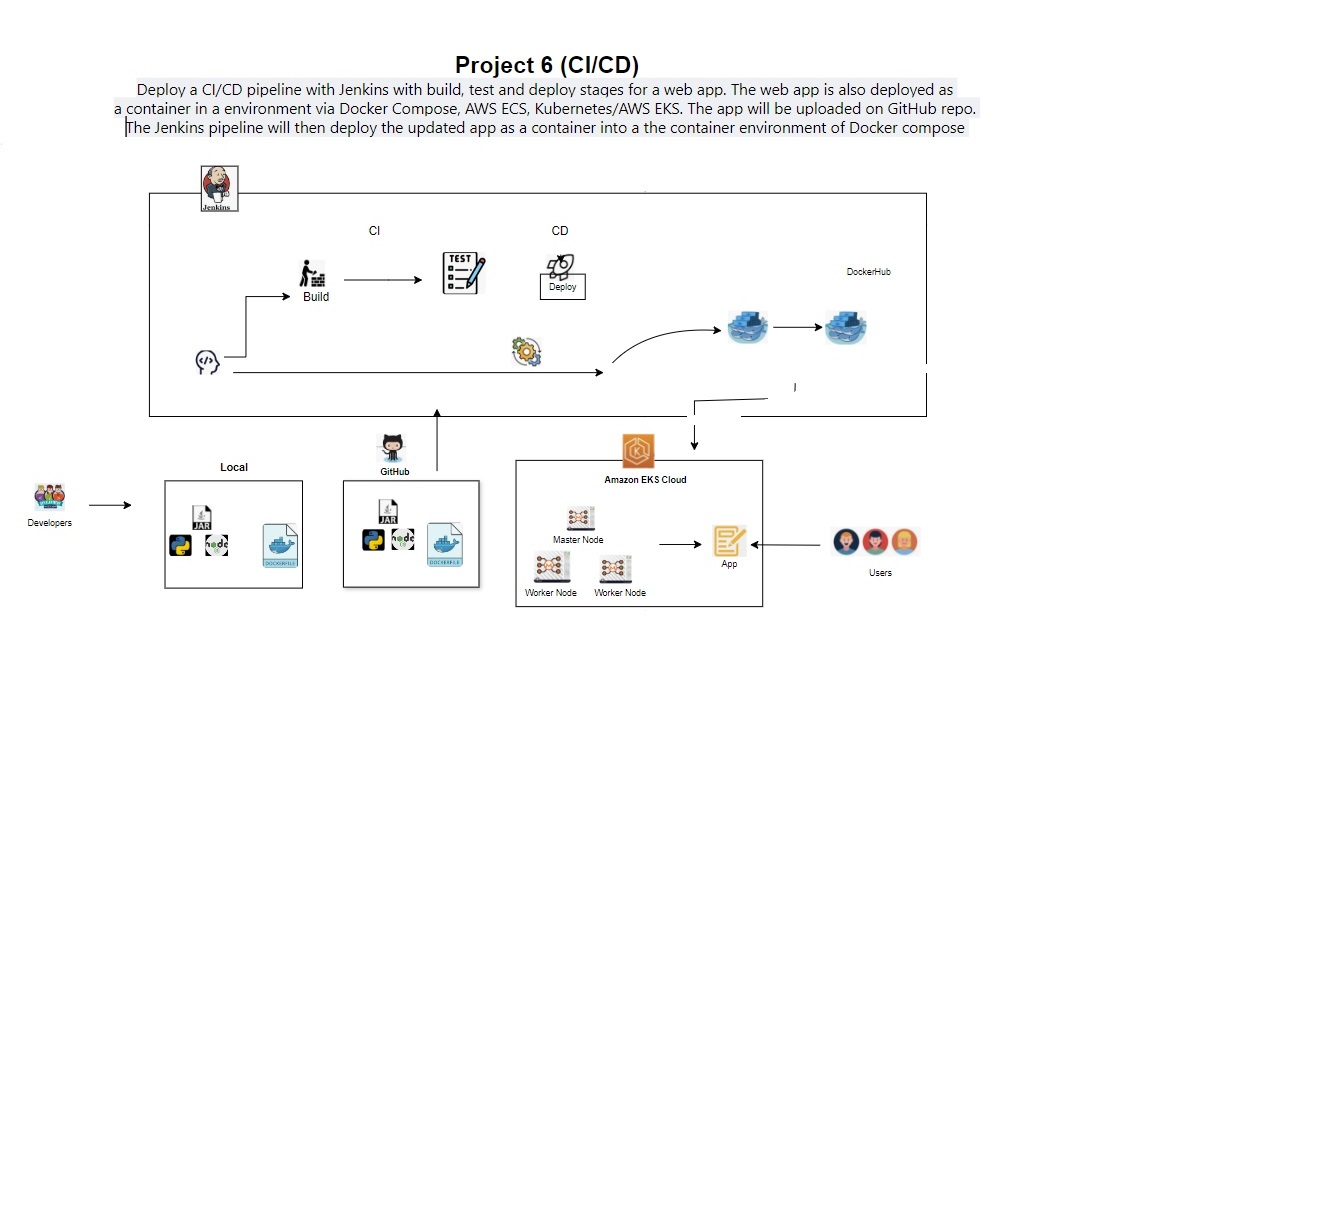 Project 6 (CI/CD)
Deploy a CI/CD pipeline with Jenkins with build, test and deploy stages for a web app. The web app is also deployed as
a container in a environment via Docker Compose, AWS ECS, Kubernetes/AWS EKS. The app will be uploaded on GitHub repo.
The Jenkins pipeline will then deploy the updated app as a container into a the container environment of Docker compose
Jenkins
CI
CD
TEST
DockerHub
Deploy
Build
</>
GitHub
Local
Amazon EKS Cloud
Developers
JAR
node
DOCKERFILE
JAR
node
DOCKERFILE
Master Node
App
Users
Worker Node
Worker Node